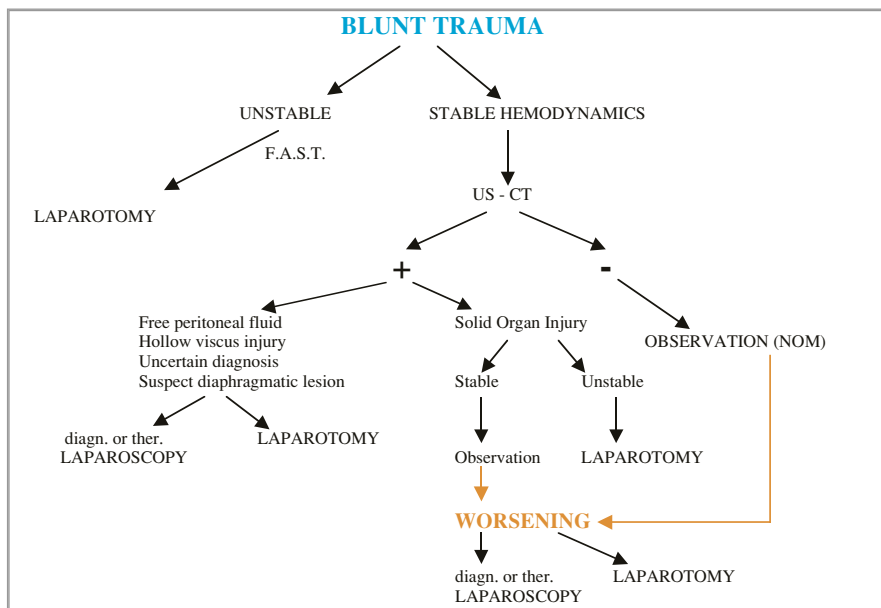 BLUNT TRAUMA
UNSTABLE
STABLE HEMODYNAMICS
F.A.S.T.
LAPAROTOMY
US - CT
+
-
Free peritoneal fluid
Hollow viscus injury
Uncertain diagnosis
Suspect diaphragmatic lesion
Solid Organ Injury
OBSERVATION (NOM)
Stable
Unstable
diagn. or ther.
LAPAROSCOPY
LAPAROTOMY
Observation
LAPAROTOMY
WORSENING
diagn. or ther.
LAPAROSCOPY
LAPAROTOMY